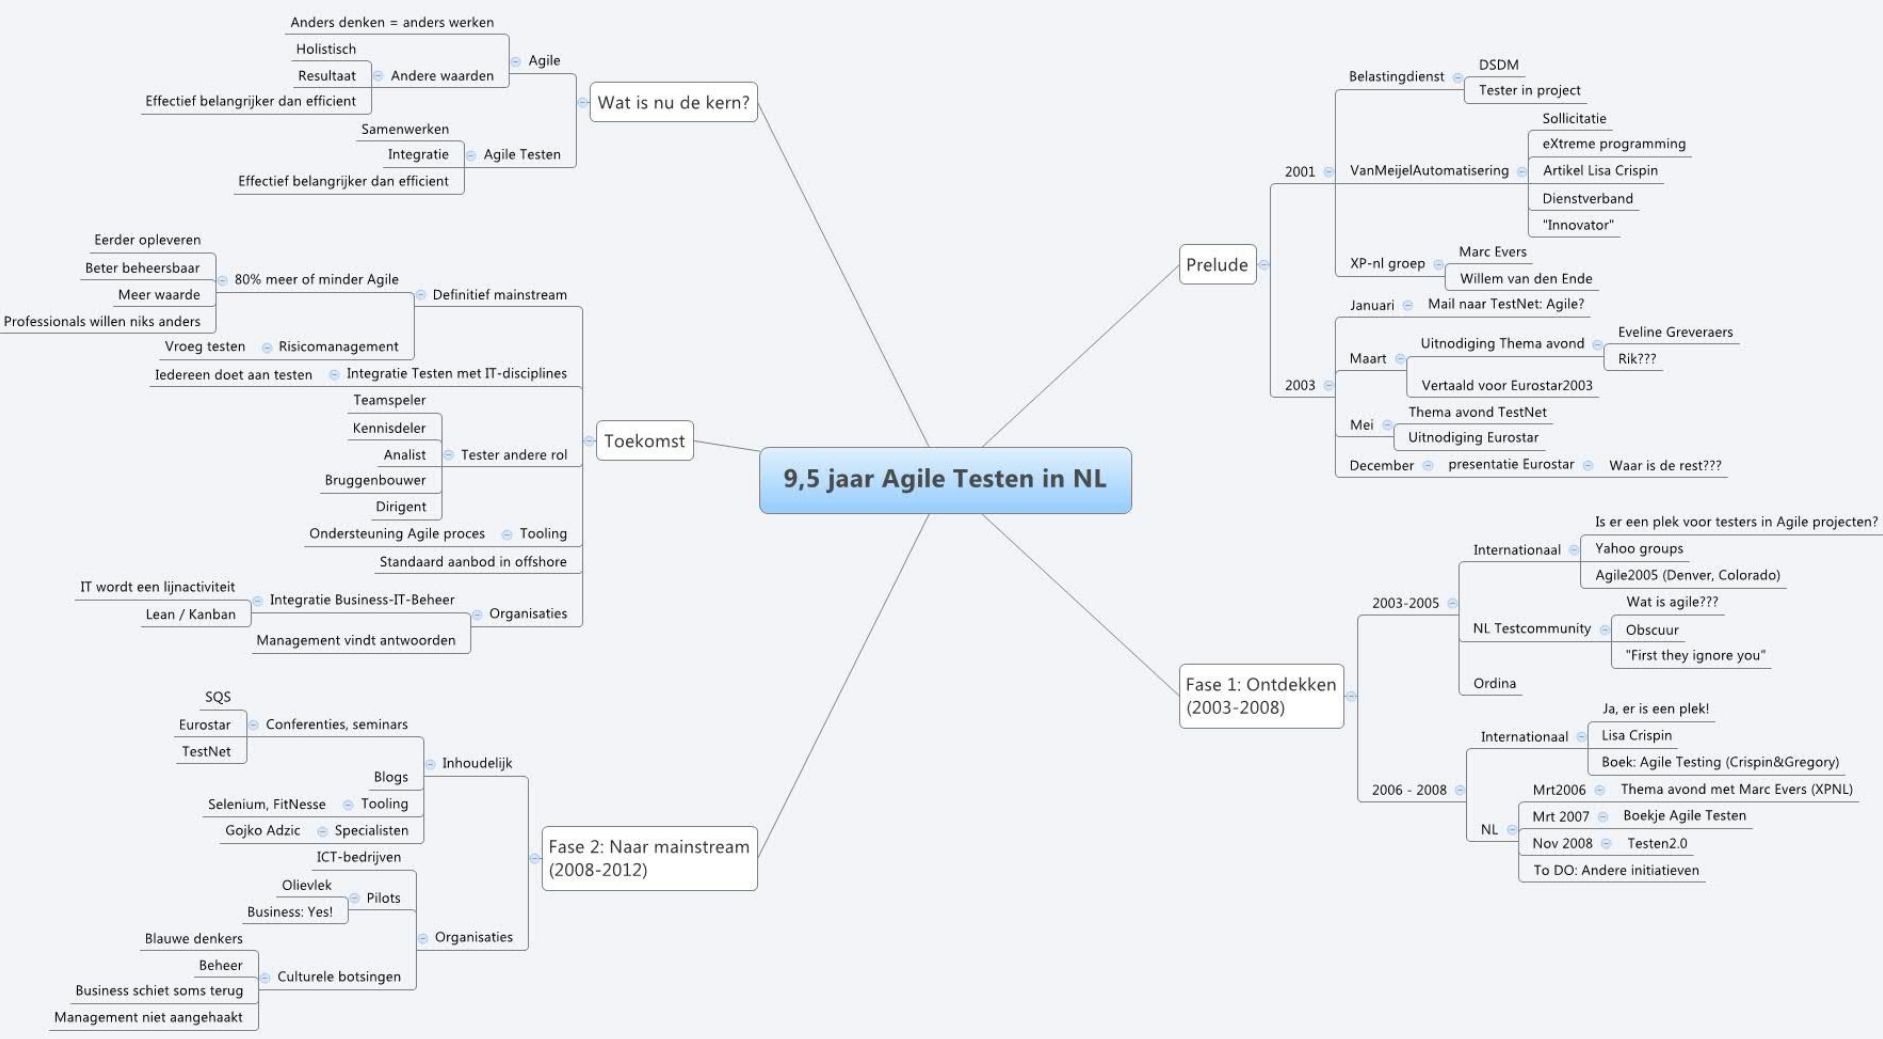 9,5 jaar Agile Testen in NL
Prelude
2001
Belastingdienst
DSDM
Tester in project
VanMeijelAutomatisering
Sollicitatie
eXtreme programming
Artikel Lisa Crispin
Dienstverband
"Innovator"
XP-nl groep
Marc Evers
Willem van den Ende
2003
Januari
Mail naar TestNet: Agile?
Maart
Uitnodiging Thema avond
Eveline Greveraers
Rik???
Vertaald voor Eurostar2003
Mei
Thema avond TestNet
Uitnodiging Eurostar
December
presentatie Eurostar
Waar is de rest???
Fase 1: Ontdekken
(2003-2008)
2003-2005
Internationaal
Is er een plek voor testers in Agile projecten?
Yahoo groups
Agile2005 (Denver, Colorado)
NL Testcommunity
Wat is agile???
Obscuur
"First they ignore you"
Ordina
2006 - 2008
Internationaal
Ja, er is een plek!
Lisa Crispin
Boek: Agile Testing (Crispin&Gregory)
NL
Mrt2006
Thema avond met Marc Evers (XPNL)
Mrt 2007
Boekje Agile Testen
Nov 2008
Testen2.0
To DO: Andere initiatieven
Fase 2: Naar mainstream
(2008-2012)
Inhoudelijk
Conferenties, seminars
SQS
Eurostar
TestNet
Blogs
Tooling
Selenium, FitNesse
Specialisten
Gojko Adzic
Organisaties
ICT-bedrijven
Pilots
Olievlek
Business: Yes!
Culturele botsingen
Blauwe denkers
Beheer
Business schiet soms terug
Management niet aangehaakt
Toekomst
Definitief mainstream
80% meer of minder Agile
Eerder opleveren
Beter beheersbaar
Meer waarde
Professionals willen niks anders
Risicomanagement
Vroeg testen
Integratie Testen met IT-disciplines
Iedereen doet aan testen
Tester andere rol
Teamspeler
Kennisdeler
Analist
Bruggenbouwer
Dirigent
Tooling
Ondersteuning Agile proces
Standaard aanbod in offshore
Organisaties
Integratie Business-IT-Beheer
IT wordt een lijnactiviteit
Lean / Kanban
Management vindt antwoorden
Wat is nu de kern?
Agile
Anders denken = anders werken
Andere waarden
Holistisch
Resultaat
Effectief belangrijker dan efficient
Agile Testen
Samenwerken
Integratie
Effectief belangrijker dan efficient